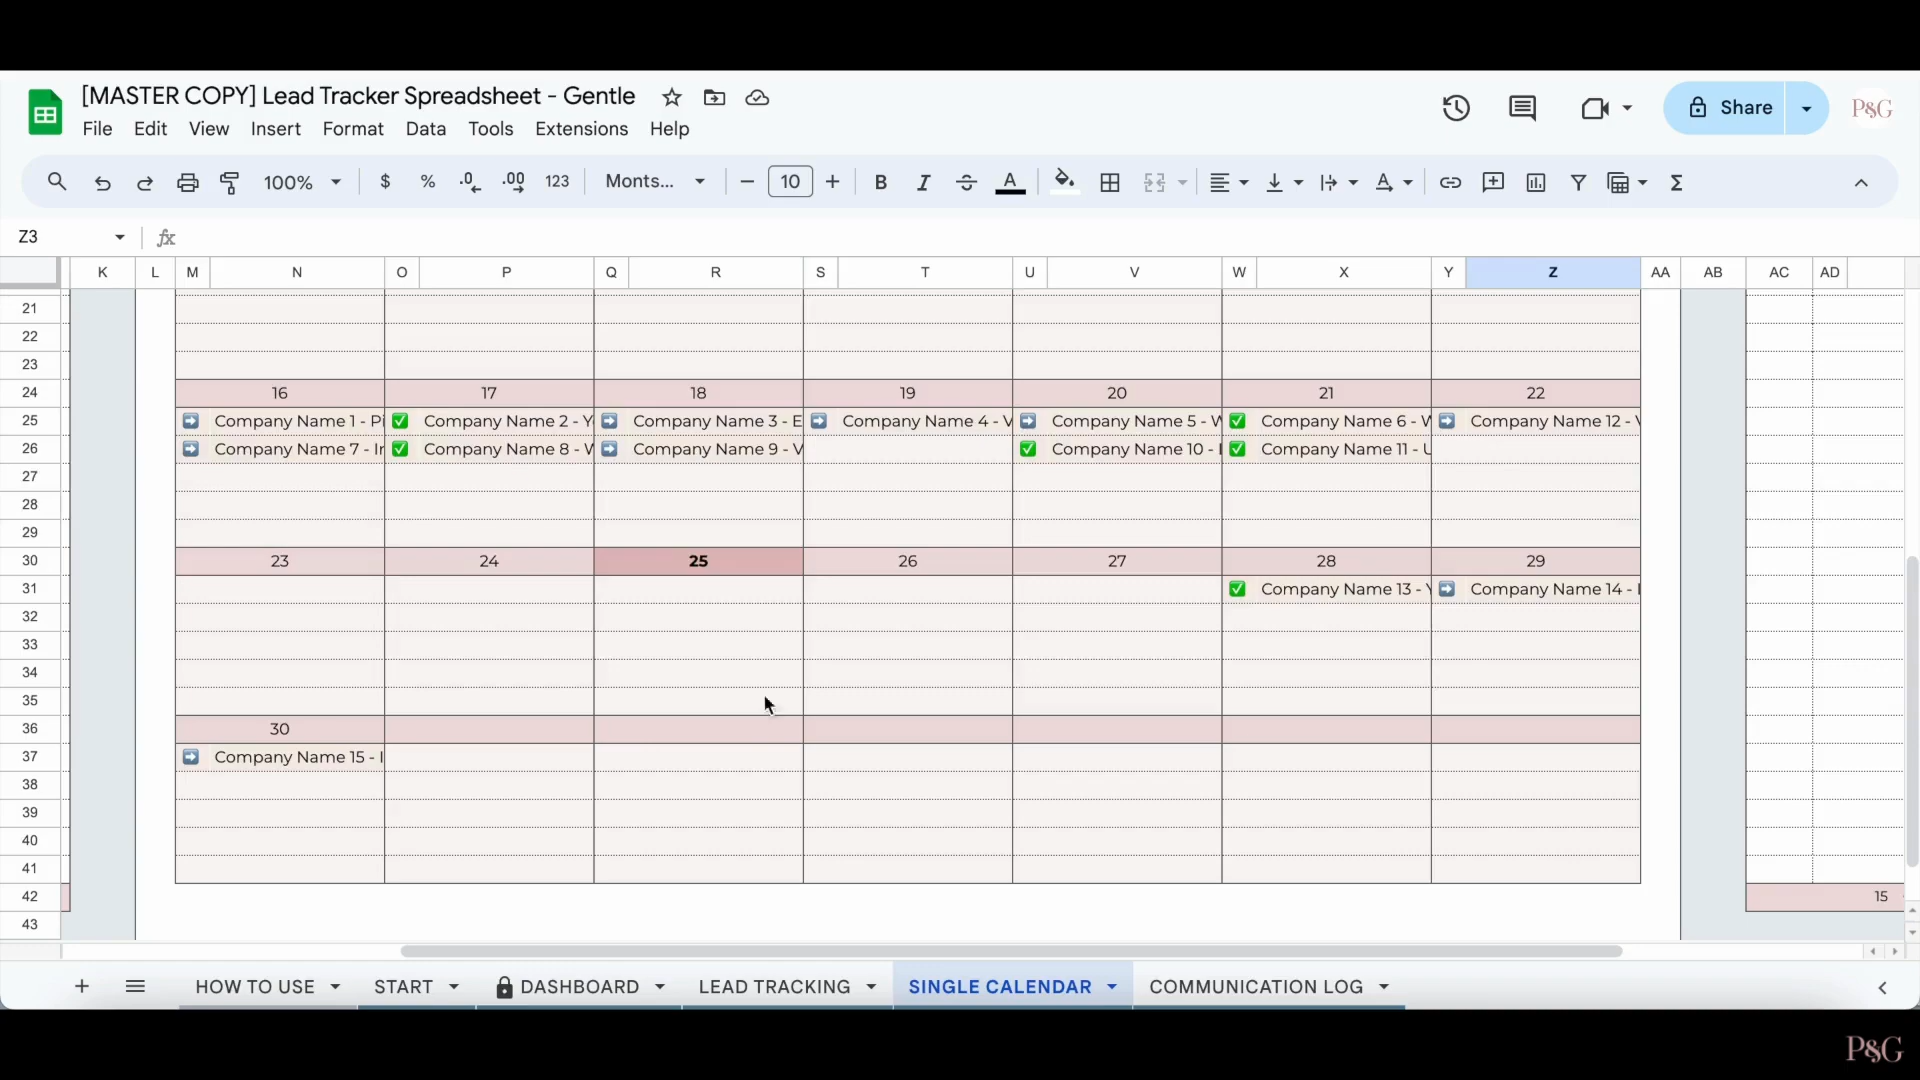 [MASTER COPY] Lead Tracker Spreadsheet - Gentle
File Edit View Insert Format Data Tools Extensions Help
Share
P&G
100% $ % .0 .00 123 Monts... 10 B I S A
Z3 fx
K L M N O P Q R S T U V W X Y Z AA AB AC AD
21
22
23
24 16 17 18 19 20 21 22
25 Company Name 1 - Pi Company Name 2 - Y Company Name 3 - E Company Name 4 - V Company Name 5 - W Company Name 6 - W Company Name 12 - V
26 Company Name 7 - Ir Company Name 8 - W Company Name 9 - V Company Name 10 - I Company Name 11 - U
27
28
29
30 23 24 25 26 27 28 29
31 Company Name 13 - Y Company Name 14 - I
32
33
34
35
36 30
37 Company Name 15 - I
38
39
40
41
42 15
43
HOW TO USE START DASHBOARD LEAD TRACKING SINGLE CALENDAR COMMUNICATION LOG
P&G